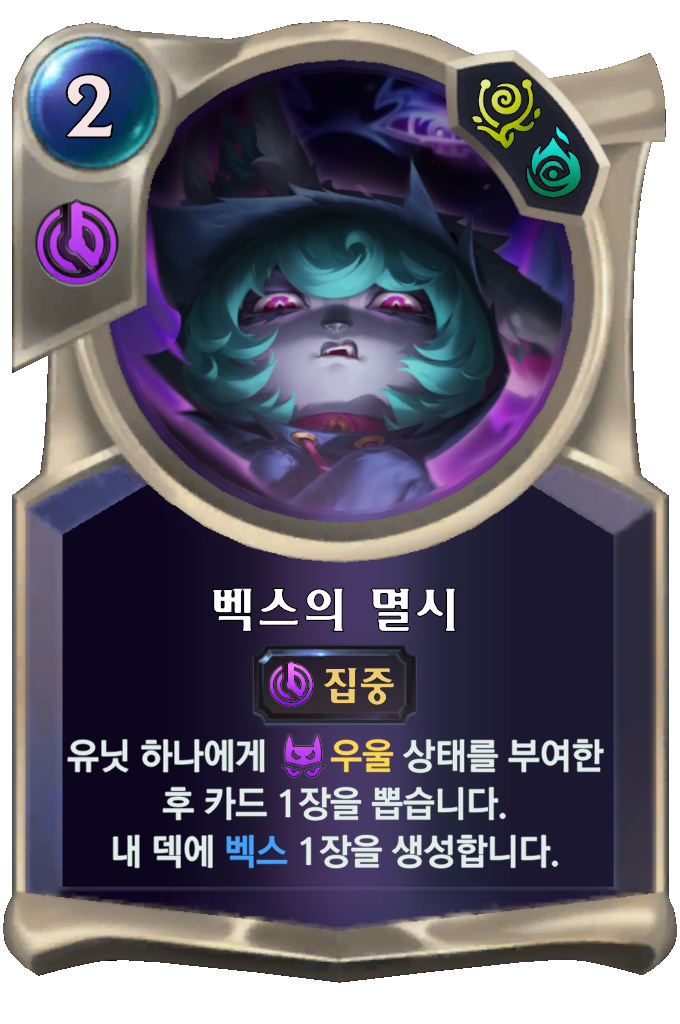 2
벡스의 멸시
집중
유닛 하나에게 우울 상태를 부여한
후 카드 1장을 뽑습니다.
내 덱에 벡스 1장을 생성합니다.